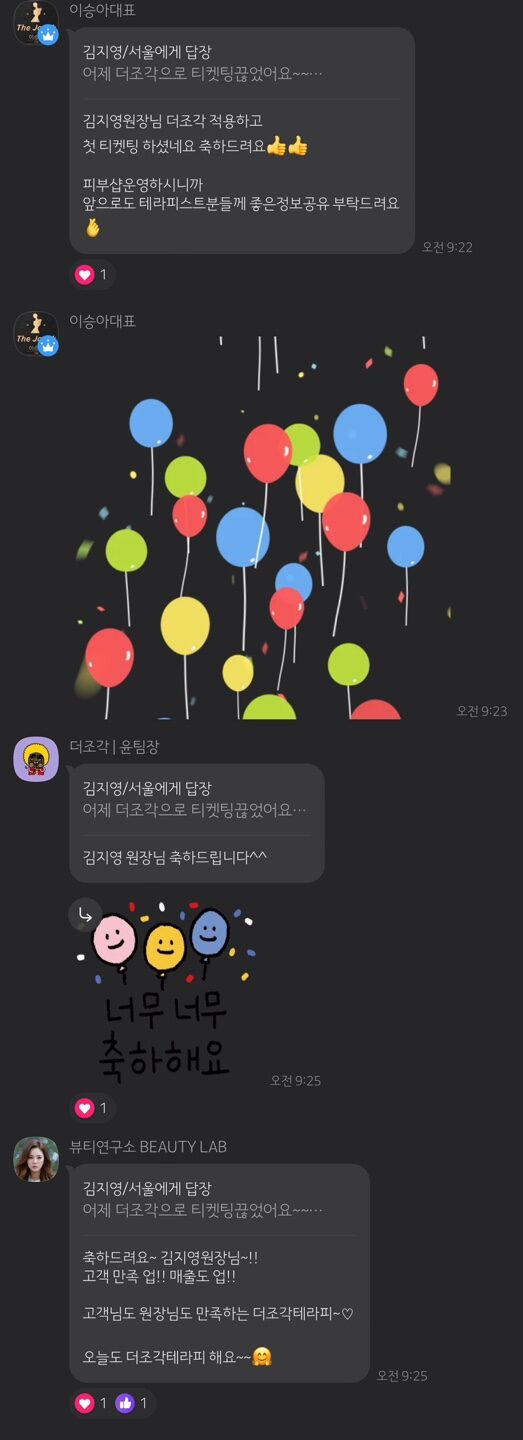 이승아대표
The Jo
김지영/서울에게 답장
어제 더조각으로 티켓팅끊었어요~~…
김지영원장님 더조각 적용하고
첫 티켓팅 하셨네요 축하드려요👍👍
피부샵운영하시니까
앞으로도 테라피스트분들께 좋은정보공유 부탁드려요
🫰
오전 9:22
1
이승아대표
The Jo
오전 9:23
더조각 | 윤팀장
김지영/서울에게 답장
어제 더조각으로 티켓팅끊었어요…
김지영 원장님 축하드립니다^^
너무 너무
축하해요
오전 9:25
1
뷰티연구소 BEAUTY LAB
김지영/서울에게 답장
어제 더조각으로 티켓팅끊었어요~~…
축하드려요~ 김지영원장님~!!
고객 만족 업!! 매출도 업!!
고객님도 원장님도 만족하는 더조각테라피~♡
오늘도 더조각테라피 해요~~🤗
오전 9:25
1 1